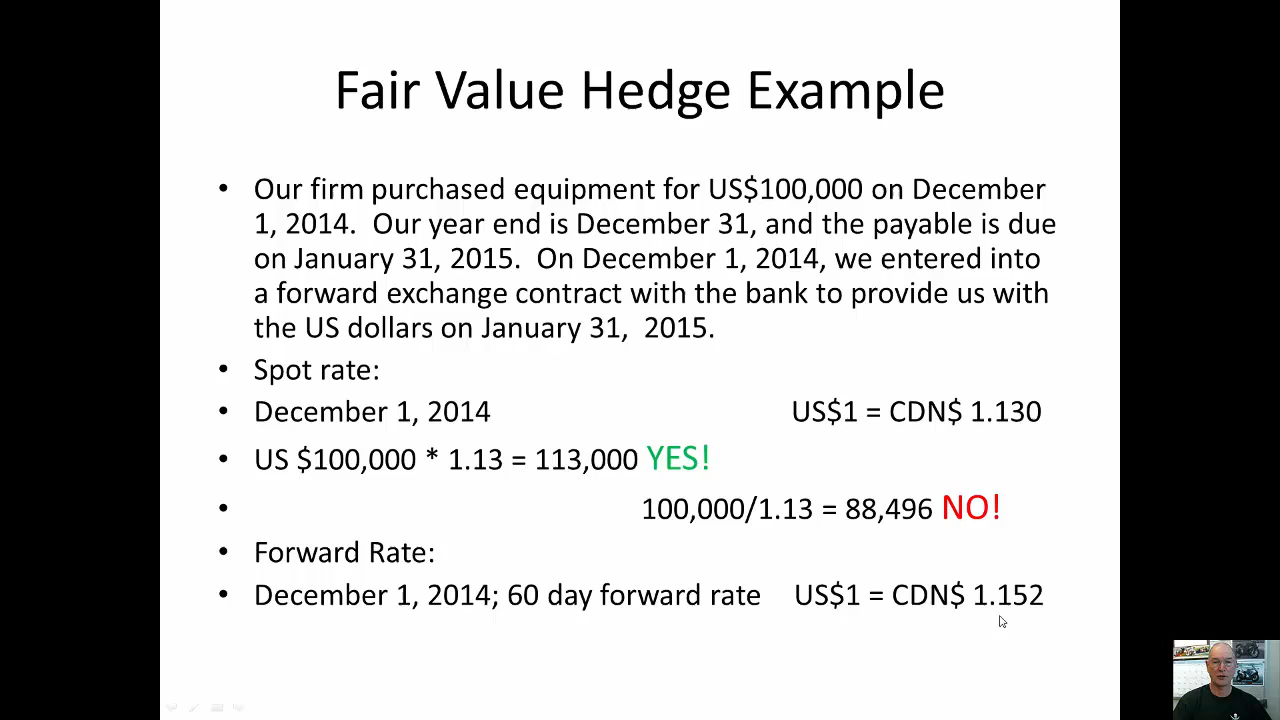 Fair Value Hedge Example
• Our firm purchased equipment for US$100,000 on December
1, 2014.  Our year end is December 31, and the payable is due
on January 31, 2015.  On December 1, 2014, we entered into
a forward exchange contract with the bank to provide us with
the US dollars on January 31,  2015.
• Spot rate:
• December 1, 2014 US$1 = CDN$ 1.130
• US $100,000 * 1.13 = 113,000 YES!
• 100,000/1.13 = 88,496 NO!
• Forward Rate:
• December 1, 2014; 60 day forward rate US$1 = CDN$ 1.152